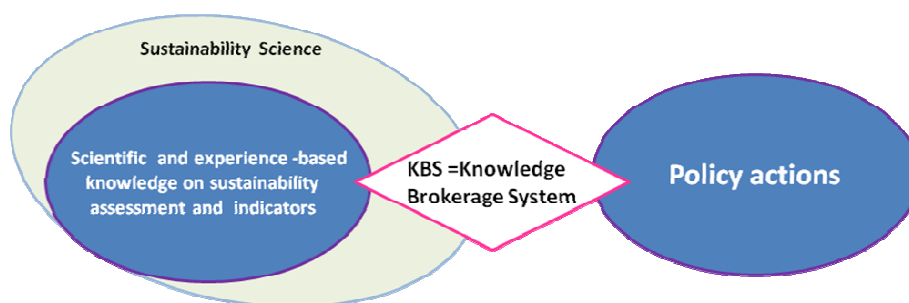 Sustainability Science
Scientific and experience -based
knowledge on sustainability
assessment and indicators
KBS =Knowledge
Brokerage System
Policy actions